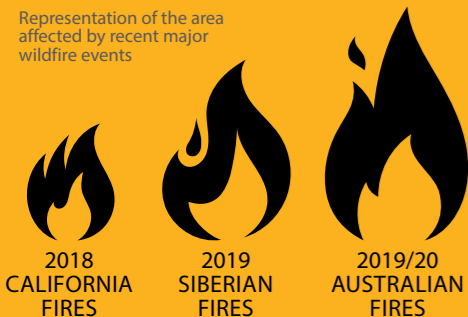 Representation of the area
affected by recent major
wildfire events
2018
CALIFORNIA
FIRES
2019
SIBERIAN
FIRES
2019/20
AUSTRALIAN
FIRES